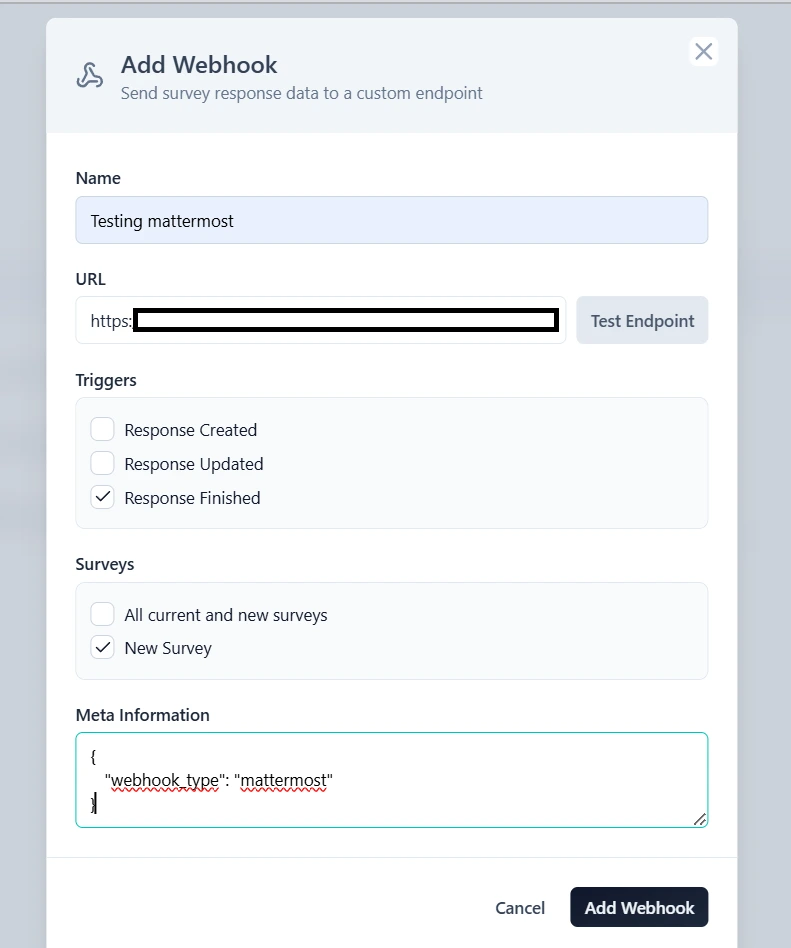 Add Webhook
Send survey response data to a custom endpoint
Name
Testing mattermost
URL
https:
Test Endpoint
Triggers
Response Created
Response Updated
Response Finished
Surveys
All current and new surveys
New Survey
Meta Information
{
"webhook_type": "mattermost"
}
Cancel
Add Webhook